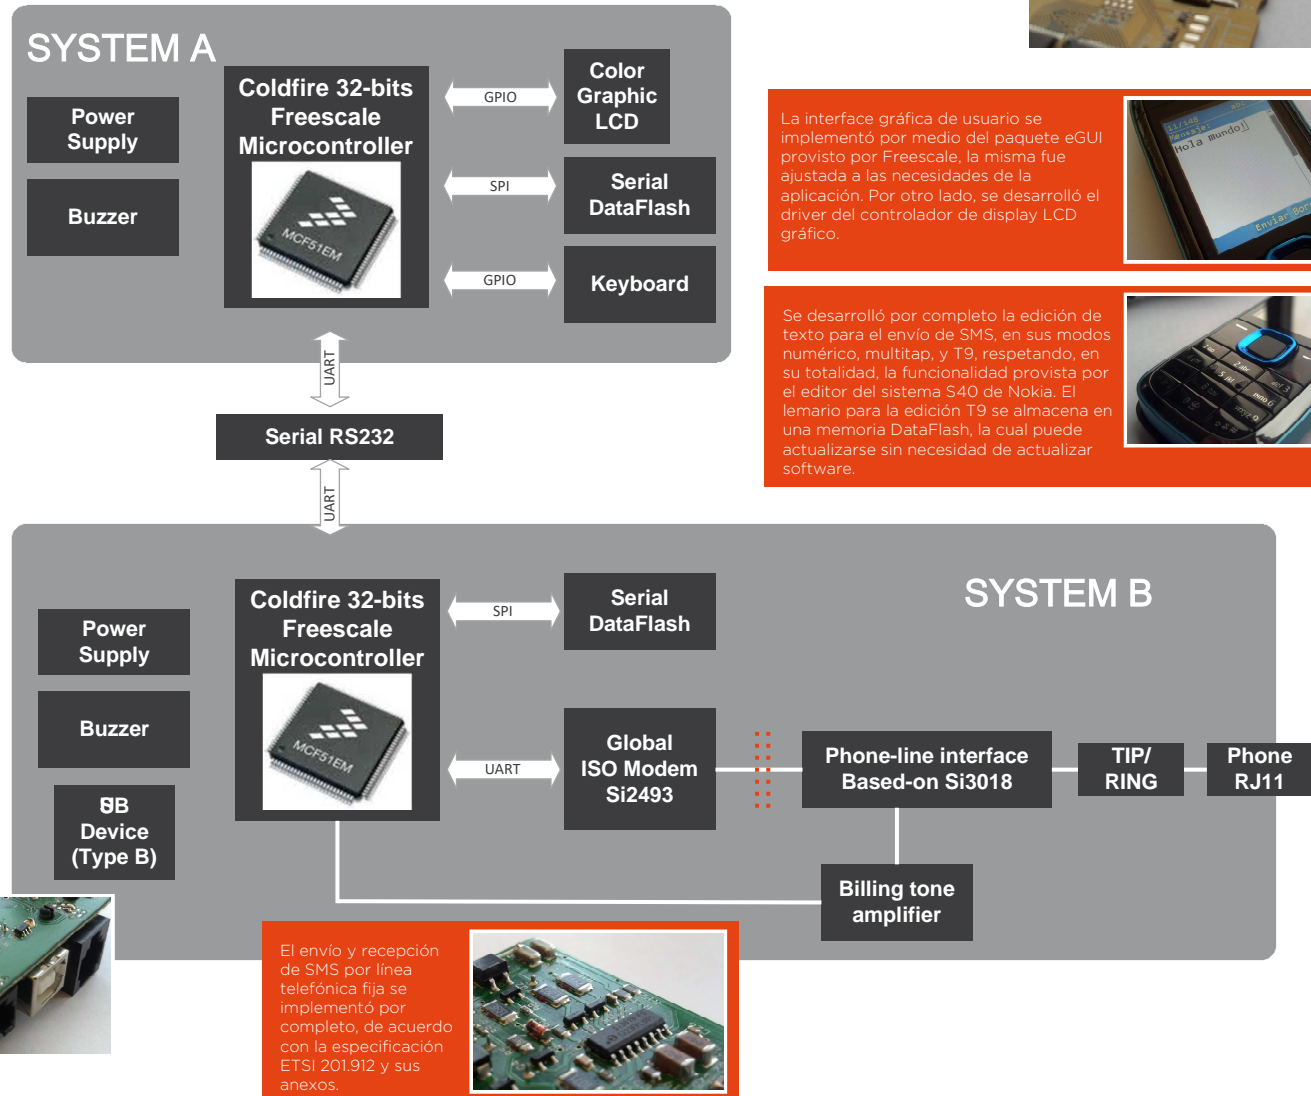 SYSTEM A
Power
Supply
Buzzer
Coldfire 32-bits
Freescale
Microcontroller
MCF51EM
GPIO
Color
Graphic
LCD
SPI
Serial
DataFlash
GPIO
Keyboard
UART
Serial RS232
UART
La interface gráfica de usuario se
implementó por medio del paquete eGUI
provisto por Freescale, la misma fue
ajustada a las necesidades de la
aplicación. Por otro lado, se desarrolló el
driver del controlador de display LCD
gráfico.
11/148
abc
Mensaje:
Hola Mundo
Enviar Bor
Se desarrolló por completo la edición de
texto para el envío de SMS, en sus modos
numérico, multitap, y T9, respetando, en
su totalidad, la funcionalidad provista por
el editor del sistema S40 de Nokia. El
lemario para la edición T9 se almacena en
una memoria DataFlash, la cual puede
actualizarse sin necesidad de actualizar
software.
SYSTEM B
Power
Supply
Buzzer
Device
(Type B)
Coldfire 32-bits
Freescale
Microcontroller
MCF51EM
SPI
Serial
DataFlash
UART
Global
ISO Modem
Si2493
Phone-line interface
Based-on Si3018
TIP/
RING
Phone
RJ11
Billing tone
amplifier
El envío y recepción
de SMS por línea
telefónica fija se
implementó por
completo, de acuerdo
con la especificación
ETSI 201.912 y sus
anexos.